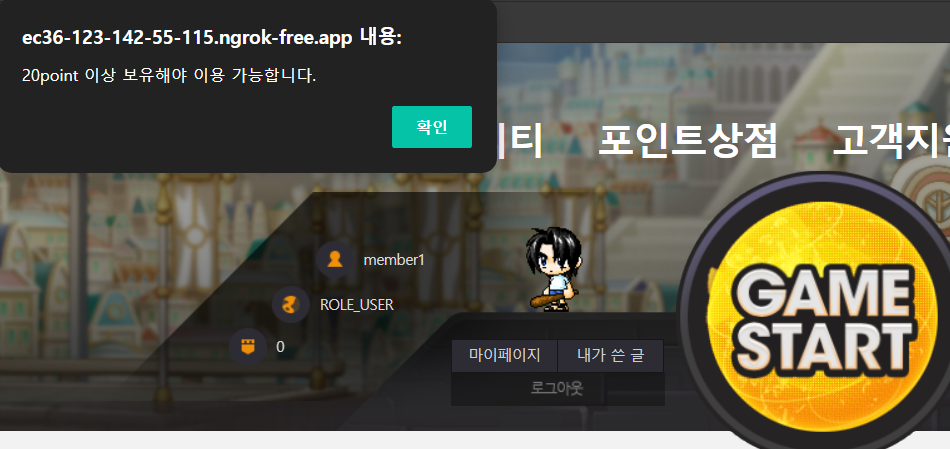 ec36-123-142-55-115.ngrok-free.app 내용:
20point 이상 보유해야 이용 가능합니다.
확인
티 포인트상점 고객지원
member1
ROLE_USER
0
마이페이지 내가 쓴 글
로그아웃
GAME
START